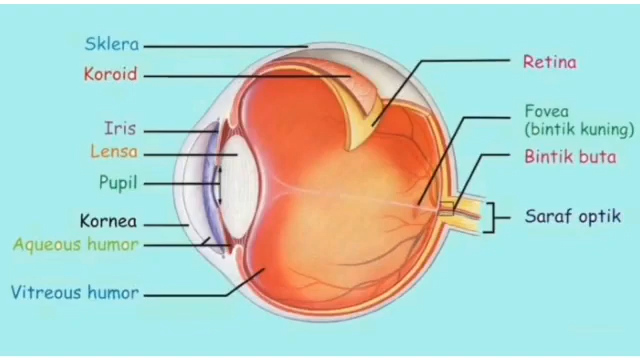 Sklera
Koroid
Iris
Lensa
Pupil
Kornea
Aqueous humor
Vitreous humor
Retina
Fovea
(bintik kuning)
Bintik buta
Saraf optik